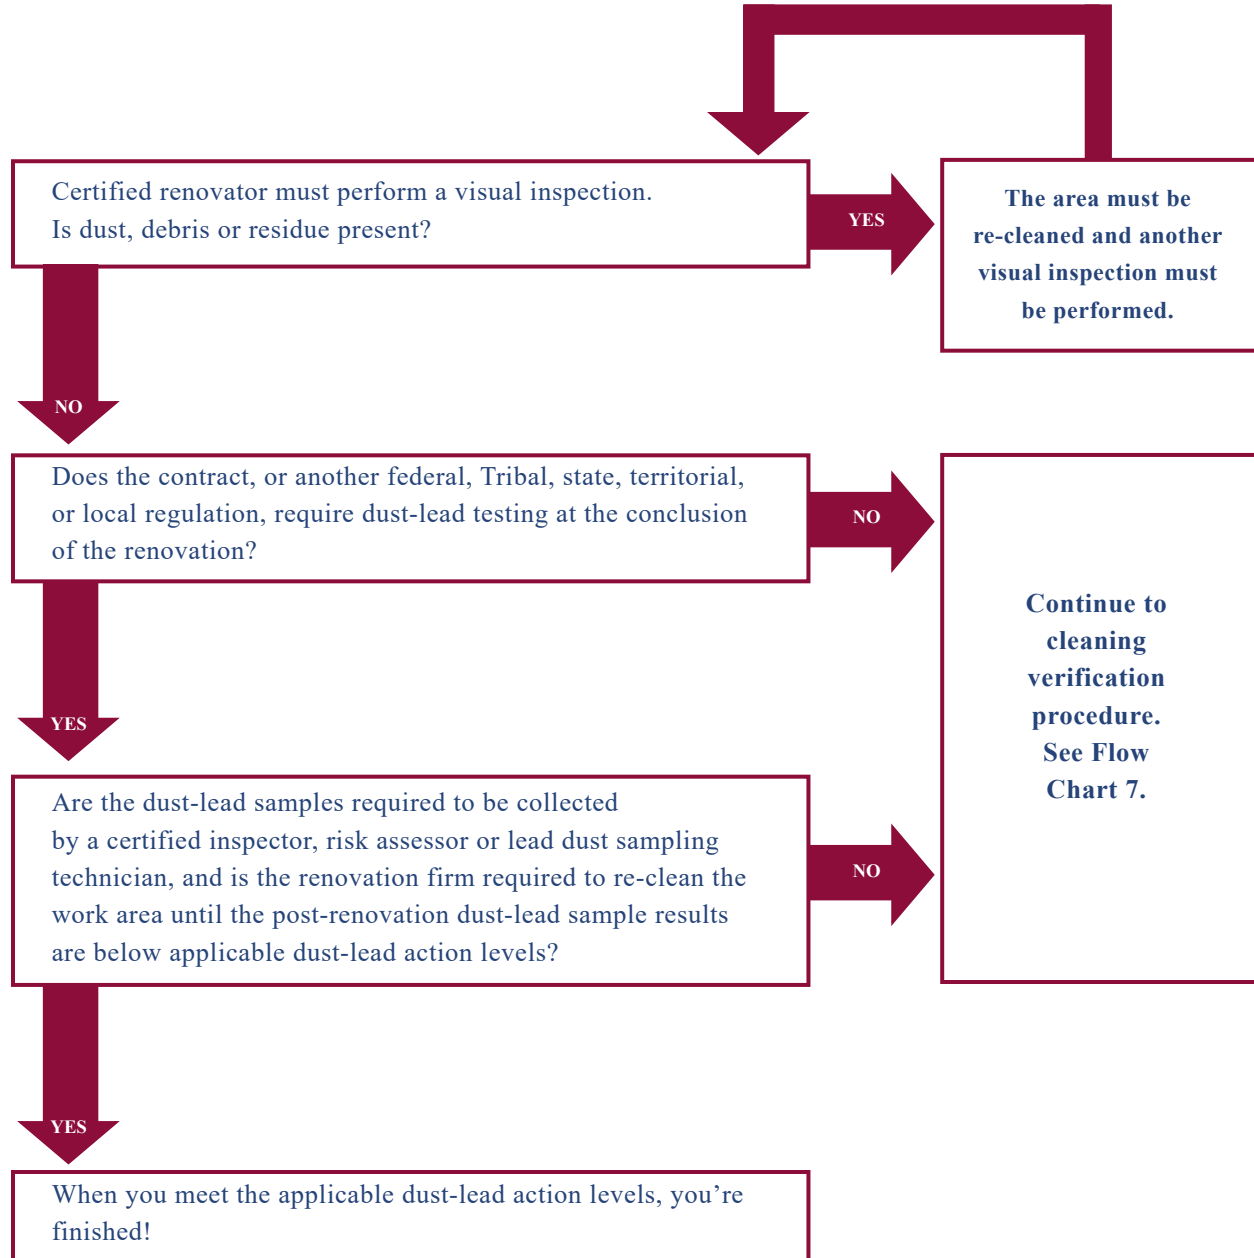 Certified renovator must perform a visual inspection.
Is dust, debris or residue present?
YES
The area must be
re-cleaned and another
visual inspection must
be performed.
NO
Does the contract, or another federal, Tribal, state, territorial,
or local regulation, require dust-lead testing at the conclusion
of the renovation?
NO
Continue to
cleaning
verification
procedure.
See Flow
Chart 7.
YES
Are the dust-lead samples required to be collected
by a certified inspector, risk assessor or lead dust sampling
technician, and is the renovation firm required to re-clean the
work area until the post-renovation dust-lead sample results
are below applicable dust-lead action levels?
NO
YES
When you meet the applicable dust-lead action levels, you’re
finished!